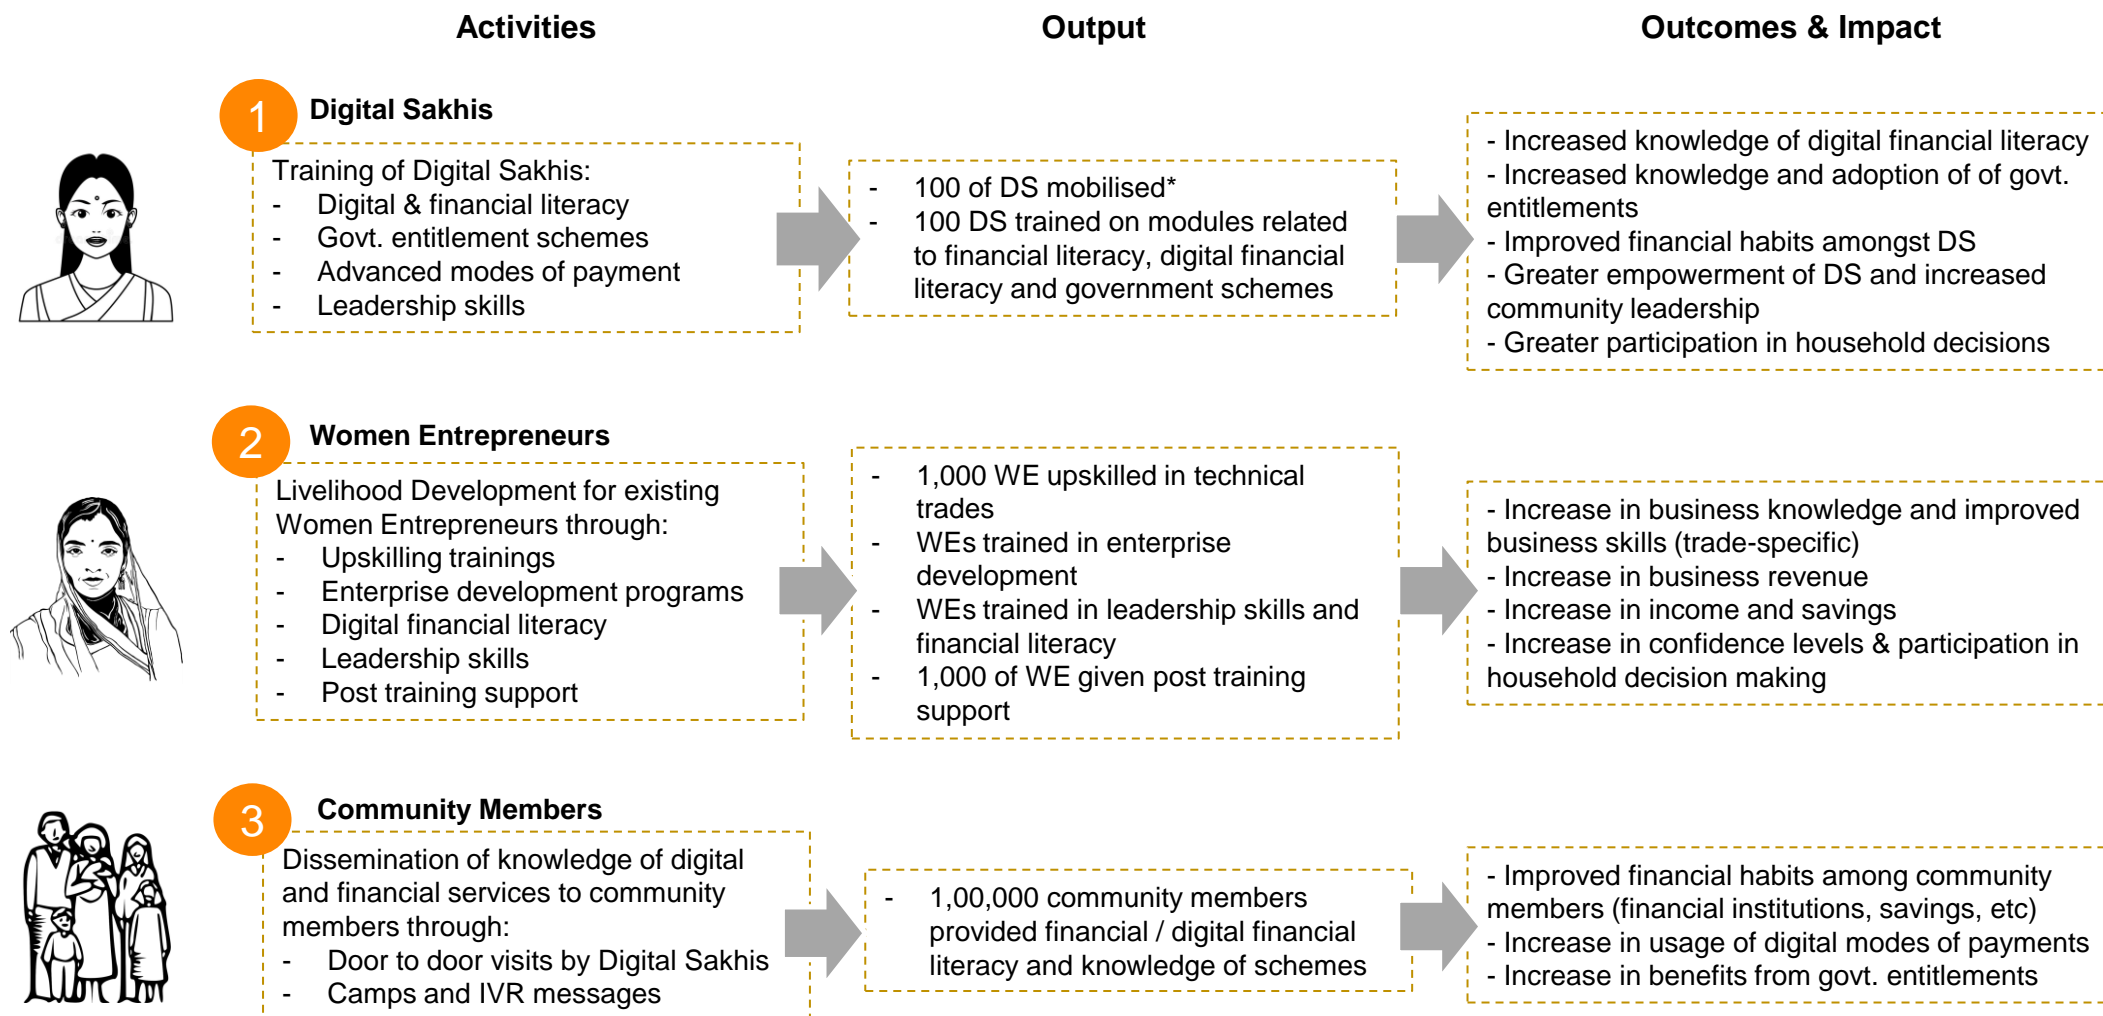 Activities
Output
Outcomes & Impact
1
Digital Sakhis
Training of Digital Sakhis:
- Digital & financial literacy
- Govt. entitlement schemes
- Advanced modes of payment
- Leadership skills
- 100 of DS mobilised*
- 100 DS trained on modules related
to financial literacy, digital financial
literacy and government schemes
- Increased knowledge of digital financial literacy
- Increased knowledge and adoption of of govt.
entitlements
- Improved financial habits amongst DS
- Greater empowerment of DS and increased
community leadership
- Greater participation in household decisions
2
Women Entrepreneurs
Livelihood Development for existing
Women Entrepreneurs through:
- Upskilling trainings
- Enterprise development programs
- Digital financial literacy
- Leadership skills
- Post training support
- 1,000 WE upskilled in technical
trades
- WEs trained in enterprise
development
- WEs trained in leadership skills and
financial literacy
- 1,000 of WE given post training
support
- Increase in business knowledge and improved
business skills (trade-specific)
- Increase in business revenue
- Increase in income and savings
- Increase in confidence levels & participation in
household decision making
3
Community Members
Dissemination of knowledge of digital
and financial services to community
members through:
- Door to door visits by Digital Sakhis
- Camps and IVR messages
- 1,00,000 community members
provided financial / digital financial
literacy and knowledge of schemes
- Improved financial habits among community
members (financial institutions, savings, etc)
- Increase in usage of digital modes of payments
- Increase in benefits from govt. entitlements